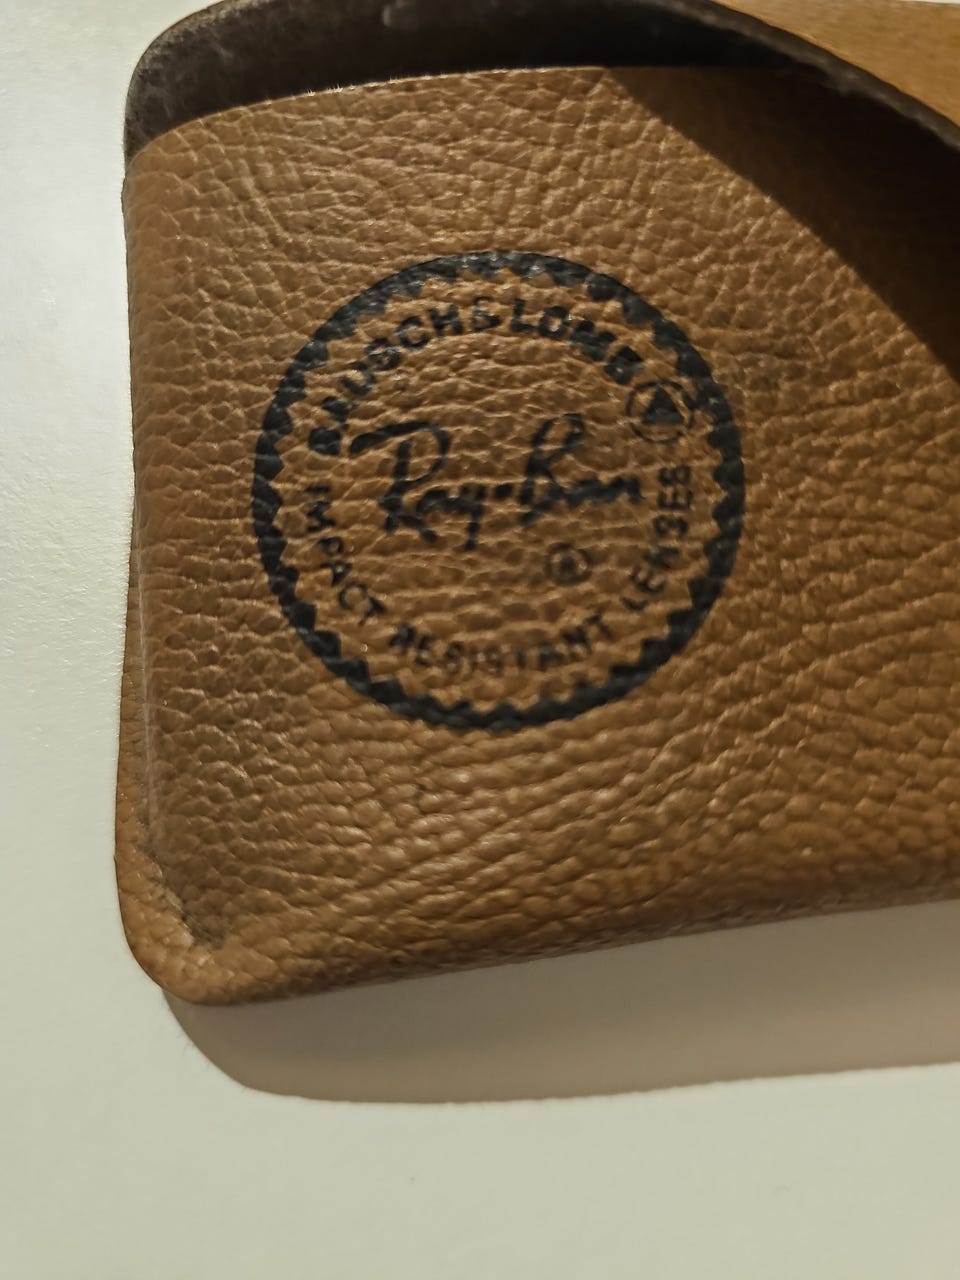 BAUSCH & LOMB
Ray-Ban
®
IMPACT RESISTANT LENSES